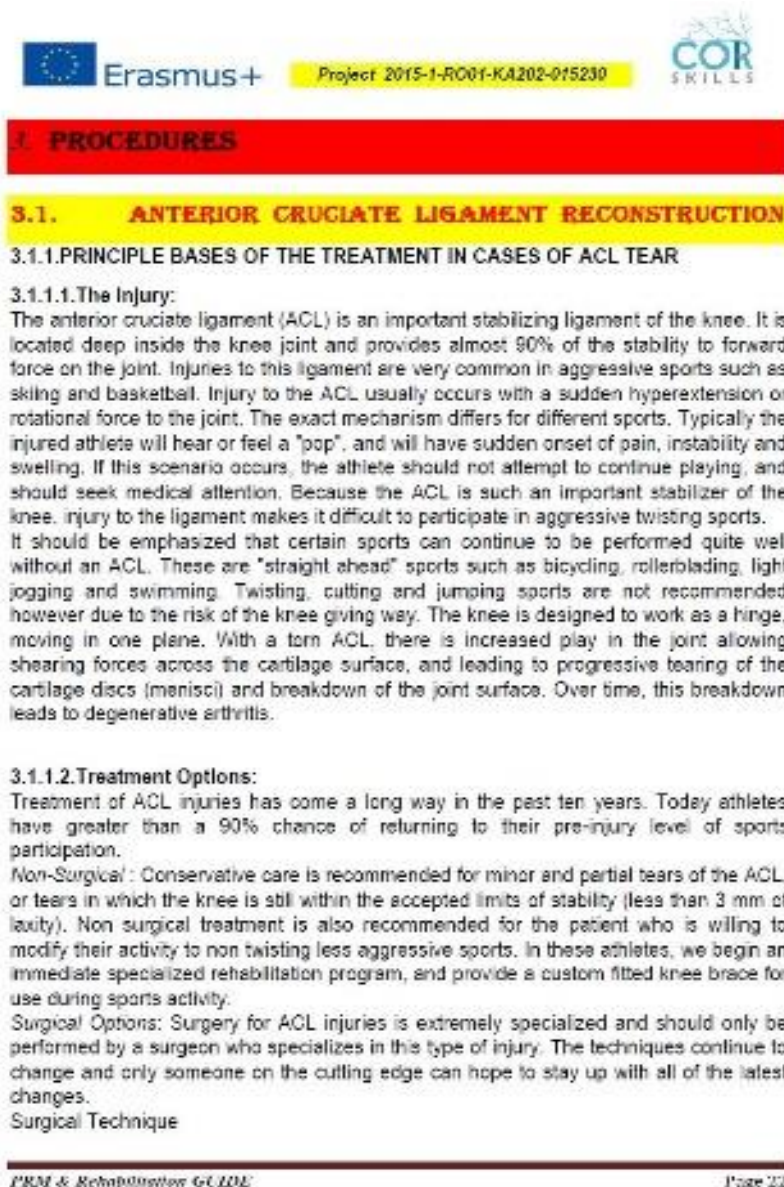 Erasmus+
Project 2015-1-RO01-KA202-015230
COR
SKILLS
PROCEDURES
3.1. ANTERIOR CRUCIATE LIGAMENT RECONSTRUCTION
3.1.1.PRINCIPLE BASES OF THE TREATMENT IN CASES OF ACL TEAR
3.1.1.1.The Injury:
The anterior cruciate ligament (ACL) is an important stabilizing ligament of the knee. It is
located deep inside the knee joint and provides almost 90% of the stability to forward
force on the joint. Injuries to this ligament are very common in aggressive sports such as
skiing and basketball. Injury to the ACL usually occurs with a sudden hyperextension or
rotational force to the joint. The exact mechanism differs for different sports. Typically the
injured athlete will hear or feel a "pop", and will have sudden onset of pain, instability and
swelling. If this scenario occurs, the athlete should not attempt to continue playing, and
should seek medical attention. Because the ACL is such an important stabilizer of the
knee, injury to the ligament makes it difficult to participate in aggressive twisting sports.
It should be emphasized that certain sports can continue to be performed quite well
without an ACL. These are "straight ahead" sports such as bicycling, rollerblading, light
jogging and swimming. Twisting, cutting and jumping sports are not recommended
however due to the risk of the knee giving way. The knee is designed to work as a hinge,
moving in one plane. With a torn ACL, there is increased play in the joint allowing
shearing forces across the cartilage surface, and leading to progressive tearing of the
cartilage discs (menisci) and breakdown of the joint surface. Over time, this breakdown
leads to degenerative arthritis.
3.1.1.2.Treatment Options:
Treatment of ACL injuries has come a long way in the past ten years. Today athletes
have greater than a 90% chance of returning to their pre-injury level of sports
participation.
Non-Surgical : Conservative care is recommended for minor and partial tears of the ACL,
or tears in which the knee is still within the accepted limits of stability (less than 3 mm of
laxity). Non surgical treatment is also recommended for the patient who is willing to
modify their activity to non twisting less aggressive sports. In these athletes, we begin an
immediate specialized rehabilitation program, and provide a custom fitted knee brace for
use during sports activity.
Surgical Options: Surgery for ACL injuries is extremely specialized and should only be
performed by a surgeon who specializes in this type of injury. The techniques continue to
change and only someone on the cutting edge can hope to stay up with all of the latest
changes.
Surgical Technique
PRM & Rehabilitation GUIDE Page